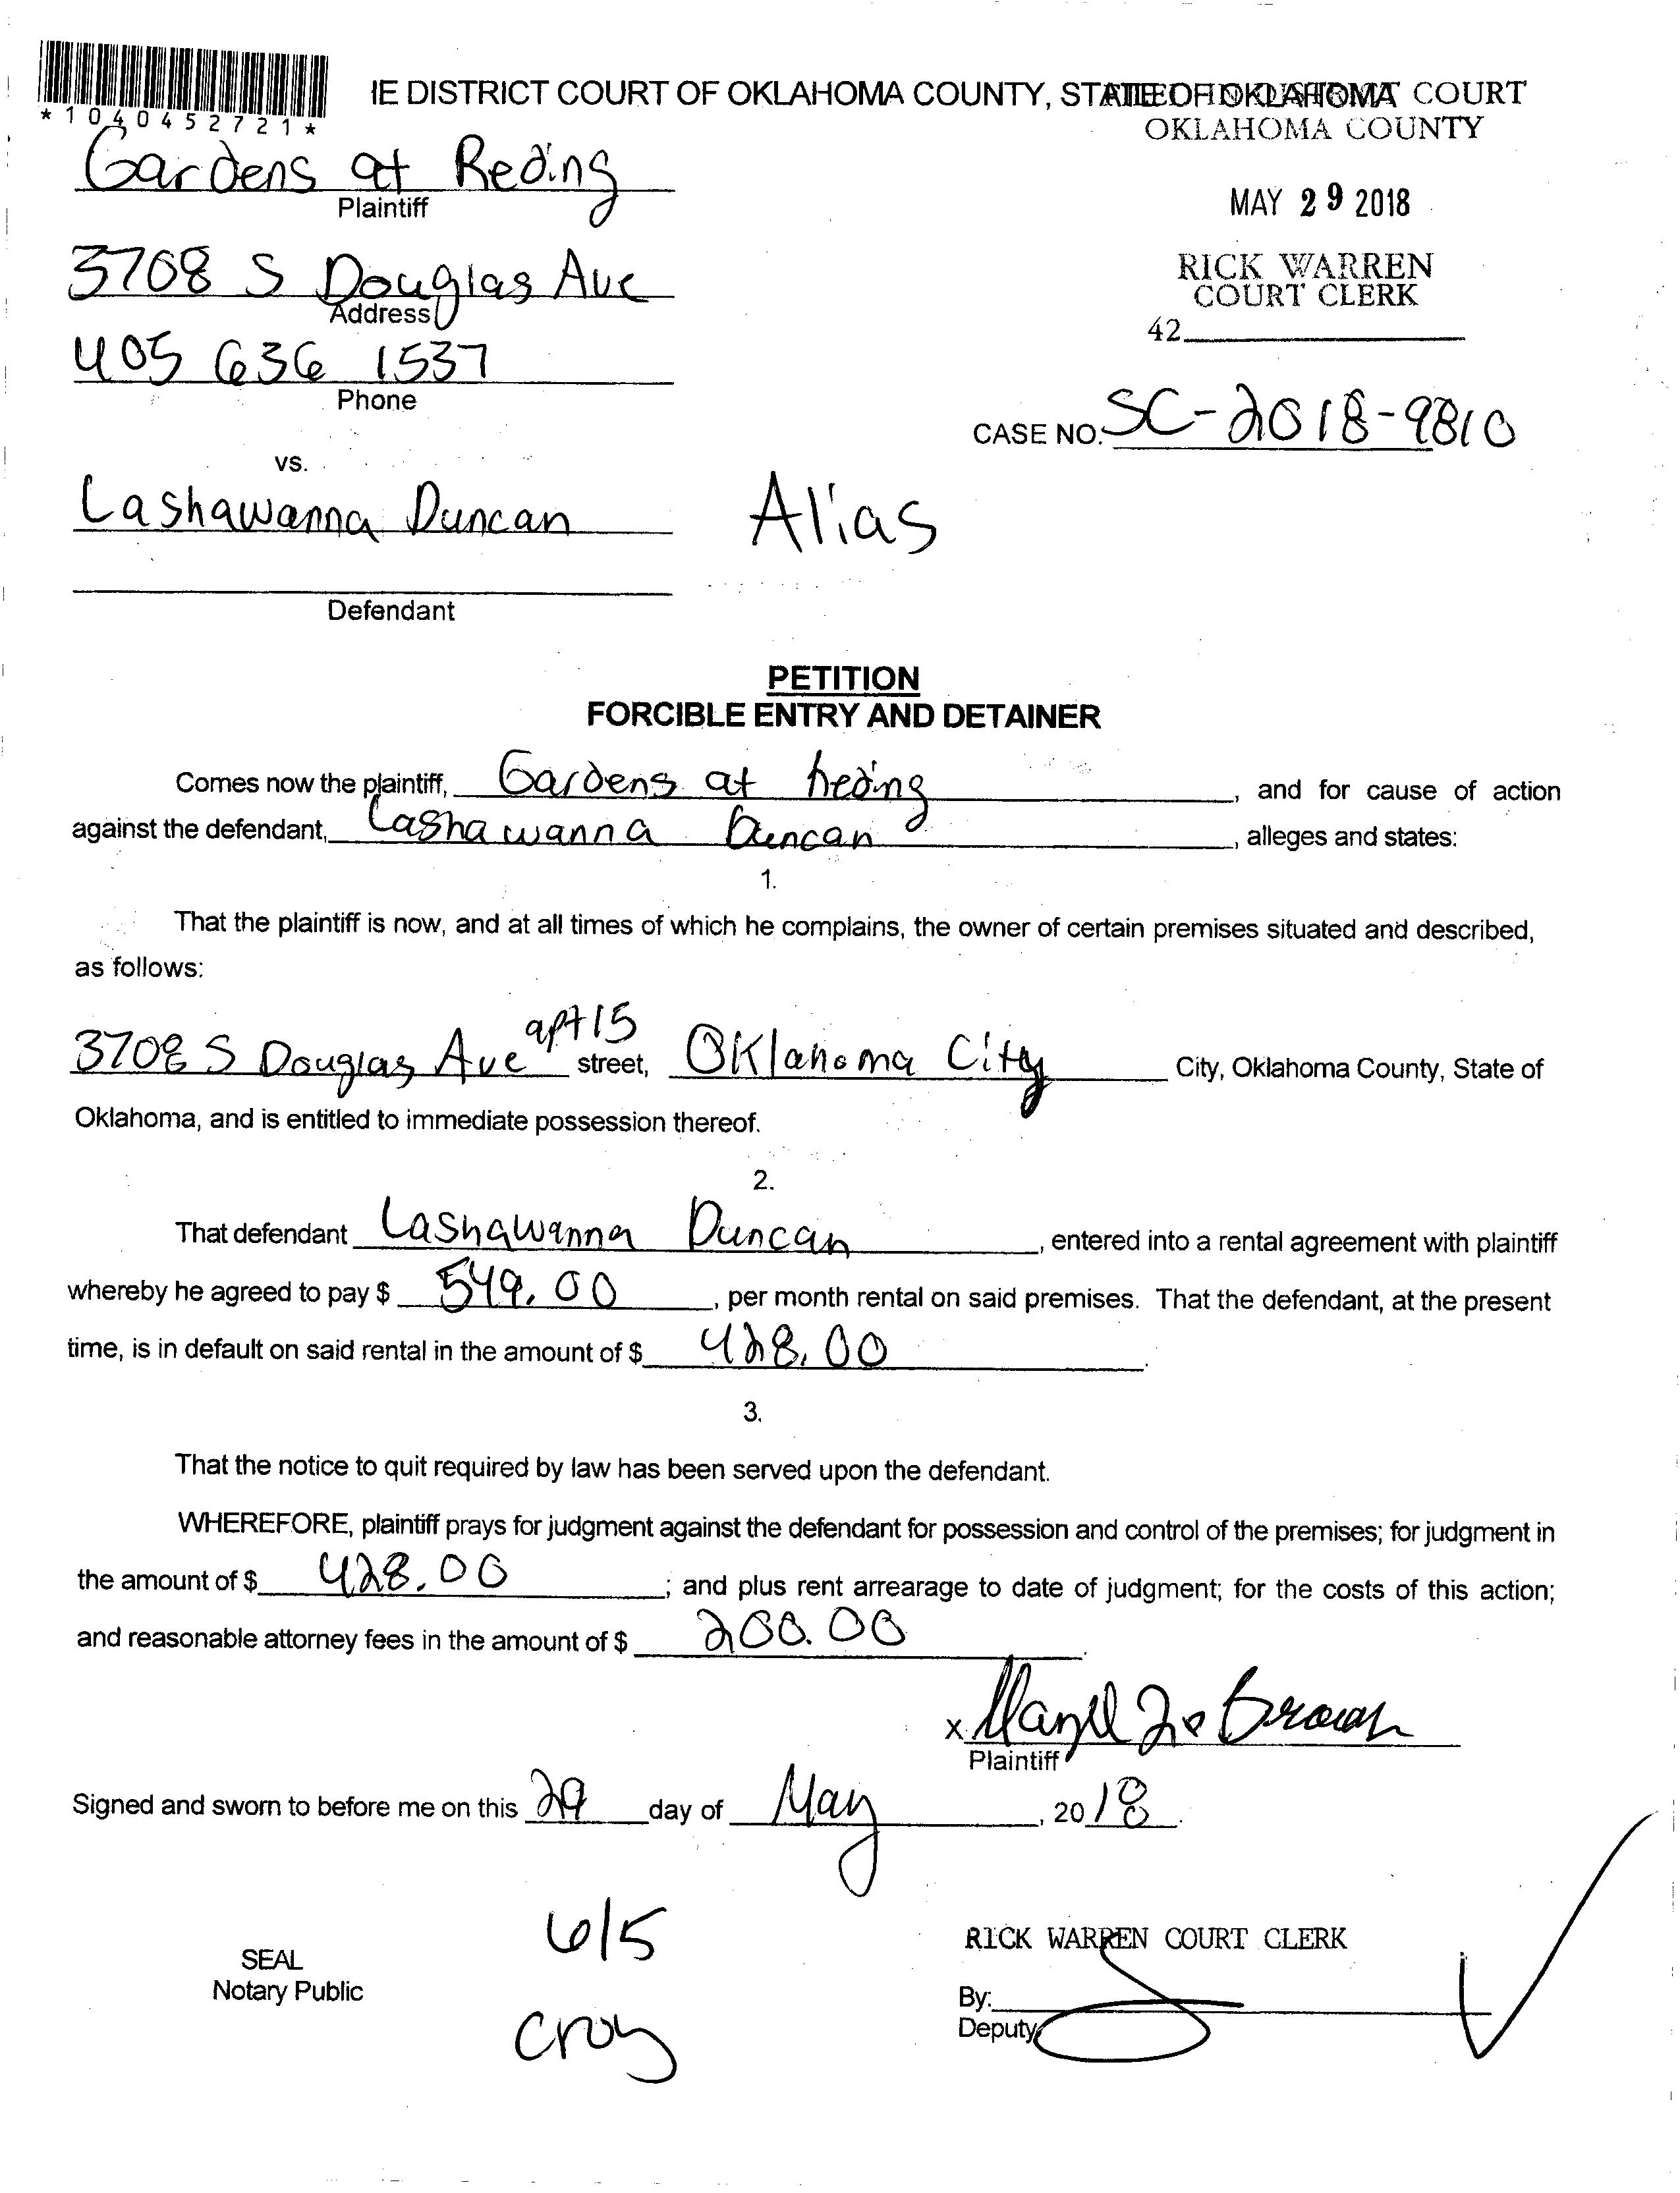 *1040452721*
IE DISTRICT COURT OF OKLAHOMA COUNTY, STATE OF OKLAHOMA COURT
OKLAHOMA COUNTY
Gardens at Reding
Plaintiff
MAY 29 2018
3708 S Douglas Ave
Address
RICK WARREN
COURT CLERK
42
405 636 1537
Phone
CASE NO. SC-2018-9810
vs.
Lashawanna Duncan Alias
Defendant
PETITION
FORCIBLE ENTRY AND DETAINER
Comes now the plaintiff, Gardens at Reding, and for cause of action
against the defendant, Lashawanna Duncan, alleges and states:
1.
That the plaintiff is now, and at all times of which he complains, the owner of certain premises situated and described,
as follows:
3708 S Douglas Ave apt 15 street, Oklahoma City City, Oklahoma County, State of
Oklahoma, and is entitled to immediate possession thereof.
2.
That defendant Lashawanna Duncan, entered into a rental agreement with plaintiff
whereby he agreed to pay $ 549.00, per month rental on said premises. That the defendant, at the present
time, is in default on said rental in the amount of $ 428.00.
3.
That the notice to quit required by law has been served upon the defendant.
WHEREFORE, plaintiff prays for judgment against the defendant for possession and control of the premises; for judgment in
the amount of $ 428.00; and plus rent arrearage to date of judgment; for the costs of this action;
and reasonable attorney fees in the amount of $ 200.00.
x Brown
Plaintiff
Signed and sworn to before me on this 29 day of May, 2018.
6/5
SEAL
Notary Public
Croy
RICK WARREN COURT CLERK
By:
Deputy